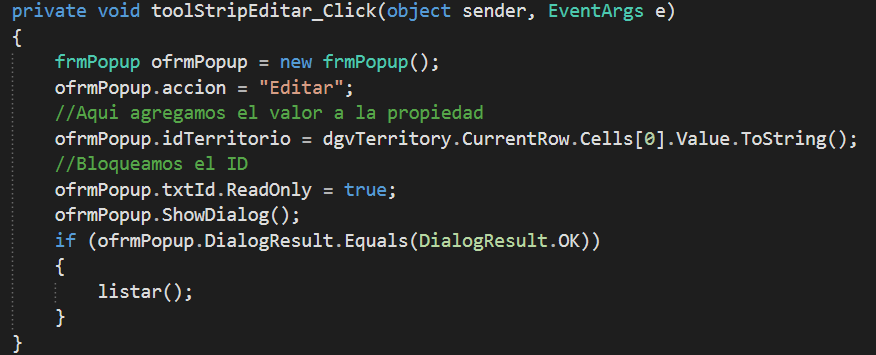 private void toolStripEditar_Click(object sender, EventArgs e)
{
frmPopup ofrmPopup = new frmPopup();
ofrmPopup.accion = "Editar";
//Aqui agregamos el valor a la propiedad
ofrmPopup.idTerritorio = dgvTerritory.CurrentRow.Cells[0].Value.ToString();
//Bloqueamos el ID
ofrmPopup.txtId.ReadOnly = true;
ofrmPopup.ShowDialog();
if (ofrmPopup.DialogResult.Equals(DialogResult.OK))
{
listar();
}
}